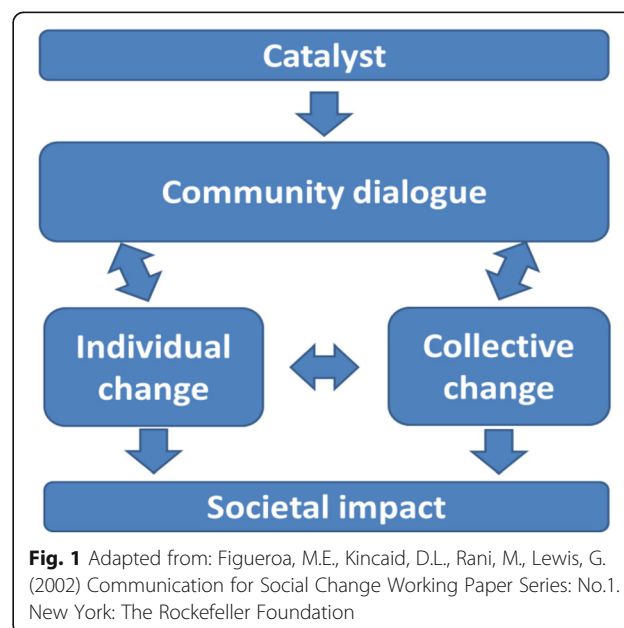 Catalyst
Community dialogue
Individual
change
Collective
change
Societal impact
Fig. 1 Adapted from: Figueroa, M.E., Kincaid, D.L., Rani, M., Lewis, G.
(2002) Communication for Social Change Working Paper Series: No.1.
New York: The Rockefeller Foundation